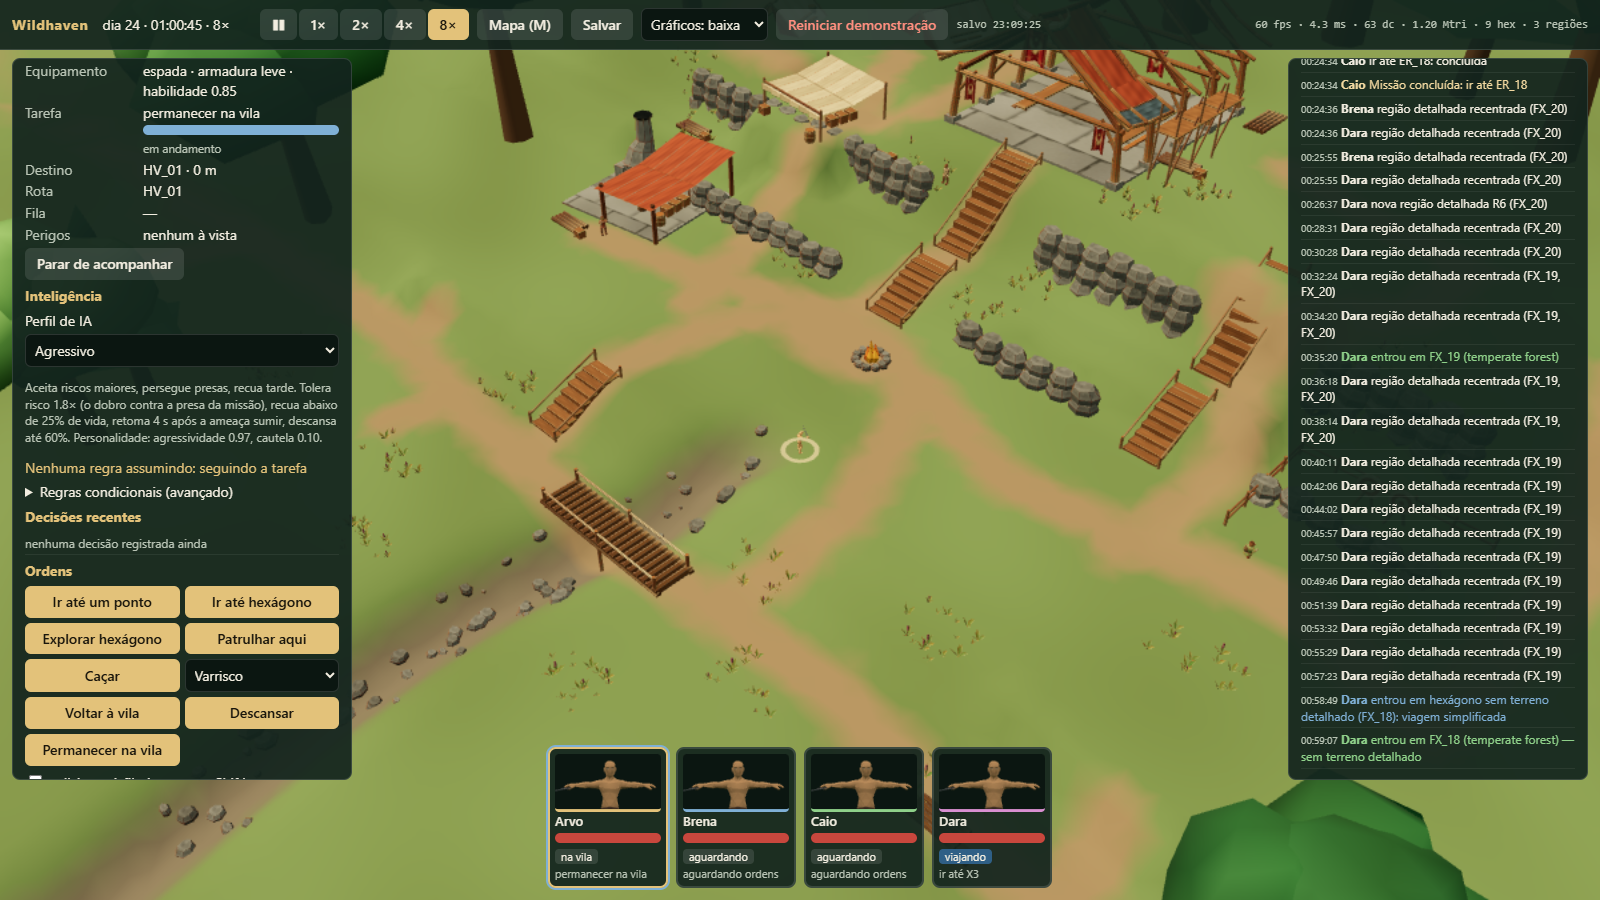 Wildhaven dia 24 · 01:00:45 · 8×
1× 2× 4× 8× Mapa (M) Salvar Gráficos: baixa Reiniciar demonstração salvo 23:09:25
60 fps · 4.3 ms · 63 dc · 1.20 Mtri · 9 hex · 3 regiões
Equipamento espada · armadura leve ·
habilidade 0.85
Tarefa permanecer na vila
em andamento
Destino HV_01 · 0 m
Rota HV_01
Fila —
Perigos nenhum à vista
Parar de acompanhar
Inteligência
Perfil de IA
Agressivo
Aceita riscos maiores, persegue presas, recua tarde. Tolera
risco 1.8× (o dobro contra a presa da missão), recua abaixo
de 25% de vida, retoma 4 s após a ameaça sumir, descansa
até 60%. Personalidade: agressividade 0.97, cautela 0.10.
Nenhuma regra assumindo: seguindo a tarefa
Regras condicionais (avançado)
Decisões recentes
nenhuma decisão registrada ainda
Ordens
Ir até um ponto Ir até hexágono
Explorar hexágono Patrulhar aqui
Caçar Varrisco
Voltar à vila Descansar
Permanecer na vila
00:24:34 Caio ir até ER_18: concluída
00:24:34 Caio Missão concluída: ir até ER_18
00:24:36 Brena região detalhada recentrada (FX_20)
00:24:36 Dara região detalhada recentrada (FX_20)
00:25:55 Brena região detalhada recentrada (FX_20)
00:25:55 Dara região detalhada recentrada (FX_20)
00:26:37 Dara nova região detalhada R6 (FX_20)
00:28:31 Dara região detalhada recentrada (FX_20)
00:30:28 Dara região detalhada recentrada (FX_20)
00:32:24 Dara região detalhada recentrada (FX_19,
FX_20)
00:34:20 Dara região detalhada recentrada (FX_19,
FX_20)
00:35:20 Dara entrou em FX_19 (temperate forest)
00:36:18 Dara região detalhada recentrada (FX_19,
FX_20)
00:38:14 Dara região detalhada recentrada (FX_19,
FX_20)
00:40:11 Dara região detalhada recentrada (FX_19)
00:42:06 Dara região detalhada recentrada (FX_19)
00:44:02 Dara região detalhada recentrada (FX_19)
00:45:57 Dara região detalhada recentrada (FX_19)
00:47:50 Dara região detalhada recentrada (FX_19)
00:49:46 Dara região detalhada recentrada (FX_19)
00:51:39 Dara região detalhada recentrada (FX_19)
00:53:32 Dara região detalhada recentrada (FX_19)
00:55:29 Dara região detalhada recentrada (FX_19)
00:57:23 Dara região detalhada recentrada (FX_19)
00:58:49 Dara entrou em hexágono sem terreno
detalhado (FX_18): viagem simplificada
00:59:07 Dara entrou em FX_18 (temperate forest) —
sem terreno detalhado
Arvo
na vila
permanecer na vila
Brena
aguardando
aguardando ordens
Caio
aguardando
aguardando ordens
Dara
viajando
ir até X3